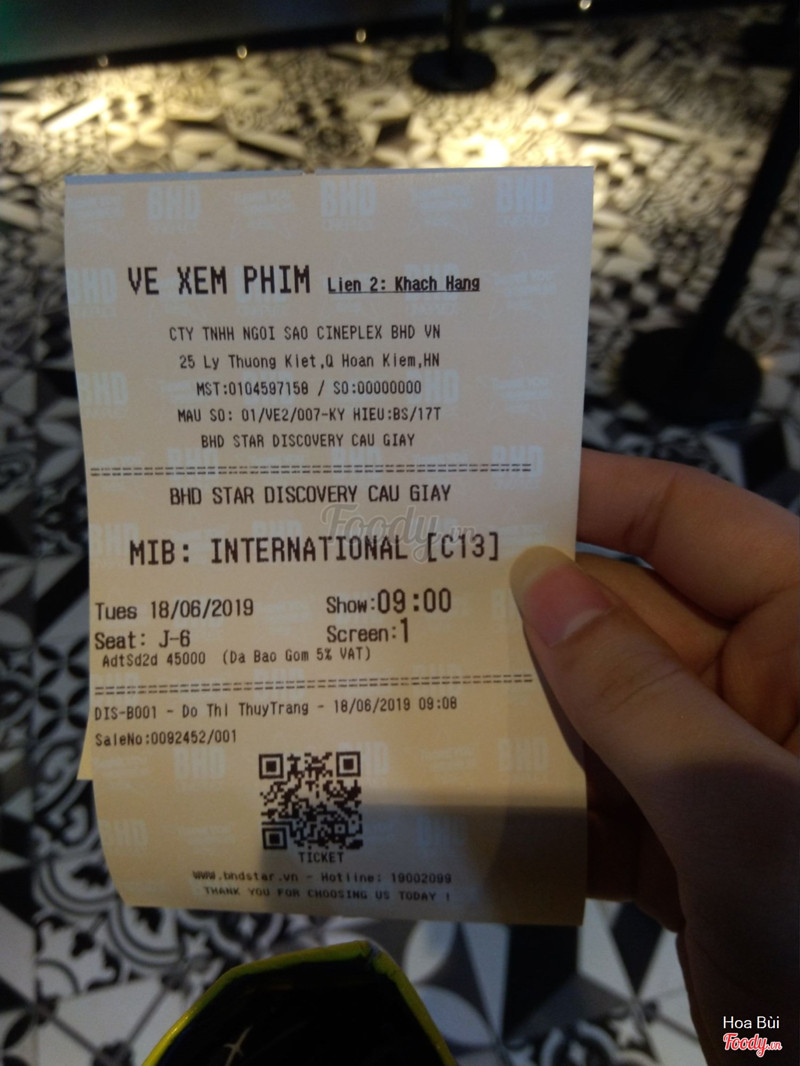 VE XEM PHIM Lien 2: Khach Hang
CTY TNHH NGOI SAO CINEPLEX BHD VN
25 Ly Thuong Kiet,Q Hoan Kiem,HN
MST:0104597158 / SO:00000000
MAU SO: 01/VE2/007-KY HIEU:BS/17T
BHD STAR DISCOVERY CAU GIAY
BHD STAR DISCOVERY CAU GIAY
MIB: INTERNATIONAL [C13]
Tues 18/06/2019 Show:09:00
Seat: J-6 Screen:1
AdtSd2d 45000 (Da Bao Gom 5% VAT)
DIS-B001 - Do Thi ThuyTrang - 18/06/2019 09:08
SaleNo:0092452/001
TICKET
www.bhdstar.vn - Hotline: 19002099
THANK YOU FOR CHOOSING US TODAY !
Foody.vn
Hoa Bùi
Foody.vn